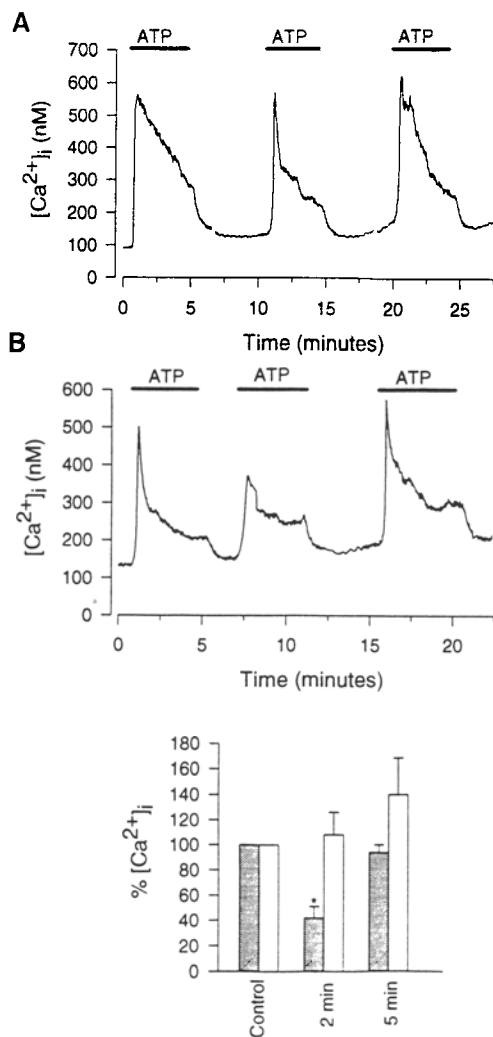 A
ATP ATP ATP
700
600
500
400
300
200
100
0
[Ca2+]i (nM)
0 5 10 15 20 25
Time (minutes)
B
ATP ATP ATP
600
500
400
300
200
100
0
[Ca2+]i (nM)
0 5 10 15 20
Time (minutes)
180
160
140
120
100
80
60
40
20
0
% [Ca2+]i
*
Control 2 min 5 min